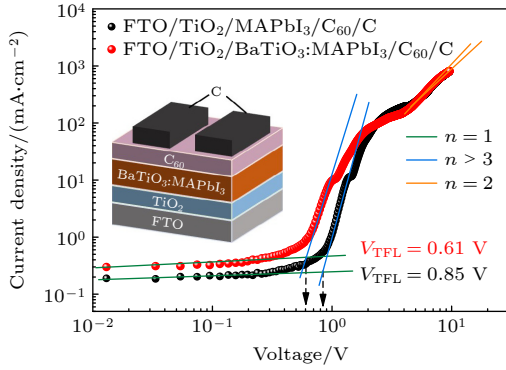 FTO/TiO₂/MAPbI₃/C₆₀/C
FTO/TiO₂/BaTiO₃:MAPbI₃/C₆₀/C
10⁴
10³
10²
10¹
10⁰
10⁻¹
Current density/(mA·cm⁻²)
C
C₆₀
BaTiO₃:MAPbI₃
TiO₂
FTO
n = 1
n > 3
n = 2
V_TFL = 0.61 V
V_TFL = 0.85 V
10⁻² 10⁻¹ 10⁰ 10¹
Voltage/V